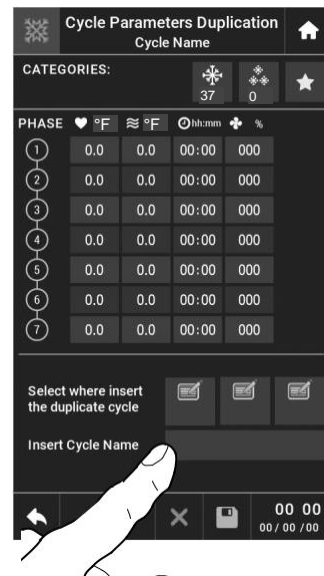 Cycle Parameters Duplication
Cycle Name
CATEGORIES:
37 0
PHASE °F °F hh:mm %
1 0.0 0.0 00:00 000
2 0.0 0.0 00:00 000
3 0.0 0.0 00:00 000
4 0.0 0.0 00:00 000
5 0.0 0.0 00:00 000
6 0.0 0.0 00:00 000
7 0.0 0.0 00:00 000
Select where insert
the duplicate cycle
Insert Cycle Name
00 00
00/00/00